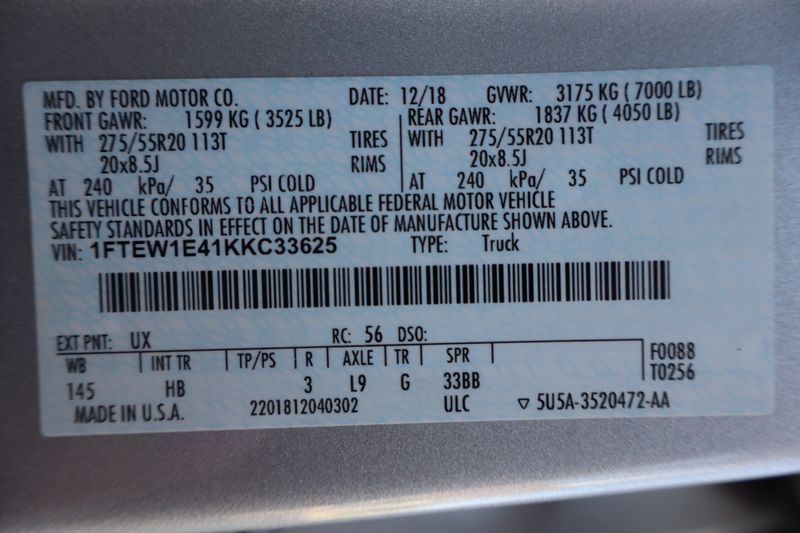 MFD. BY FORD MOTOR CO. DATE: 12/18 GVWR: 3175 KG ( 7000 LB)
FRONT GAWR: 1599 KG ( 3525 LB) REAR GAWR: 1837 KG ( 4050 LB)
WITH 275/55R20 113T TIRES WITH 275/55R20 113T TIRES
20x8.5J RIMS 20x8.5J RIMS
AT 240 kPa/ 35 PSI COLD AT 240 kPa/ 35 PSI COLD
THIS VEHICLE CONFORMS TO ALL APPLICABLE FEDERAL MOTOR VEHICLE
SAFETY STANDARDS IN EFFECT ON THE DATE OF MANUFACTURE SHOWN ABOVE.
VIN: 1FTEW1E41KKC33625 TYPE: Truck
EXT PNT: UX RC: 56 DSO:
WB INT TR TP/PS R AXLE TR SPR F0088
145 HB 3 L9 G 33BB T0256
MADE IN U.S.A. 2201812040302 ULC ▽ 5U5A-3520472-AA